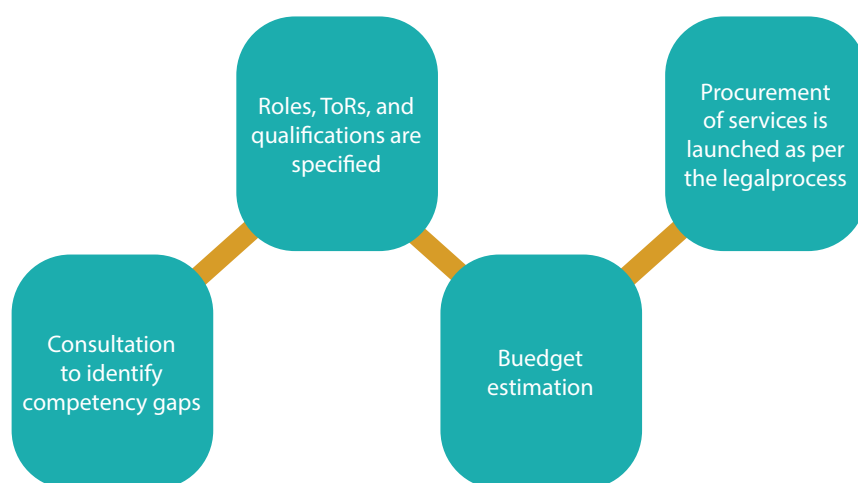 Consultation
to identify
competency gaps
Roles, ToRs, and
qualifications are
specified
Buedget
estimation
Procurement
of services is
launched as per
the legalprocess